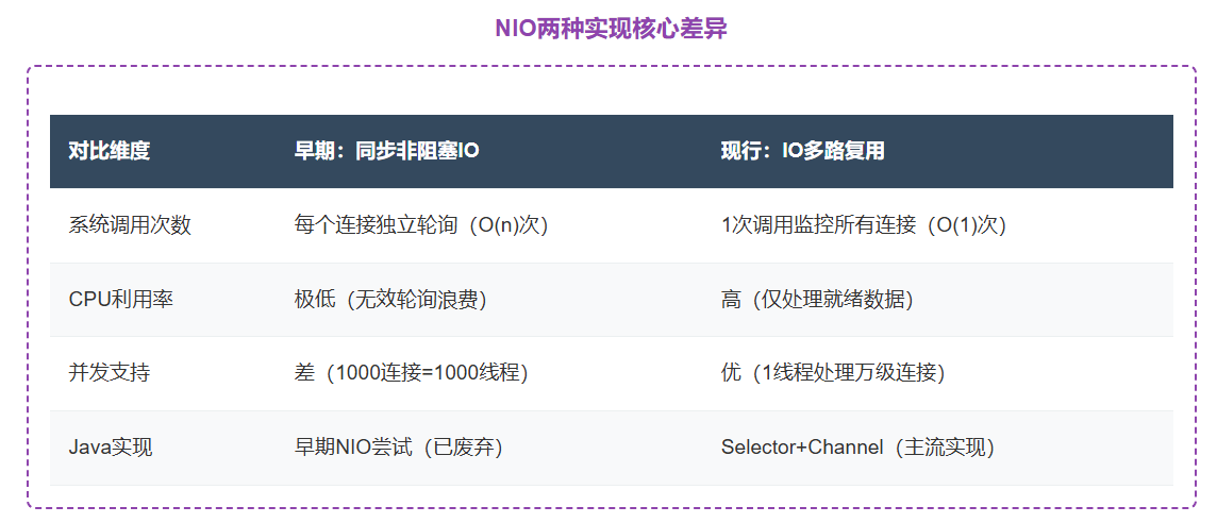 NIO两种实现核心差异
对比维度 早期：同步非阻塞IO 现行：IO多路复用
系统调用次数 每个连接独立轮询（O(n)次） 1次调用监控所有连接（O(1)次）
CPU利用率 极低（无效轮询浪费） 高（仅处理就绪数据）
并发支持 差（1000连接=1000线程） 优（1线程处理万级连接）
Java实现 早期NIO尝试（已废弃） Selector+Channel（主流实现）